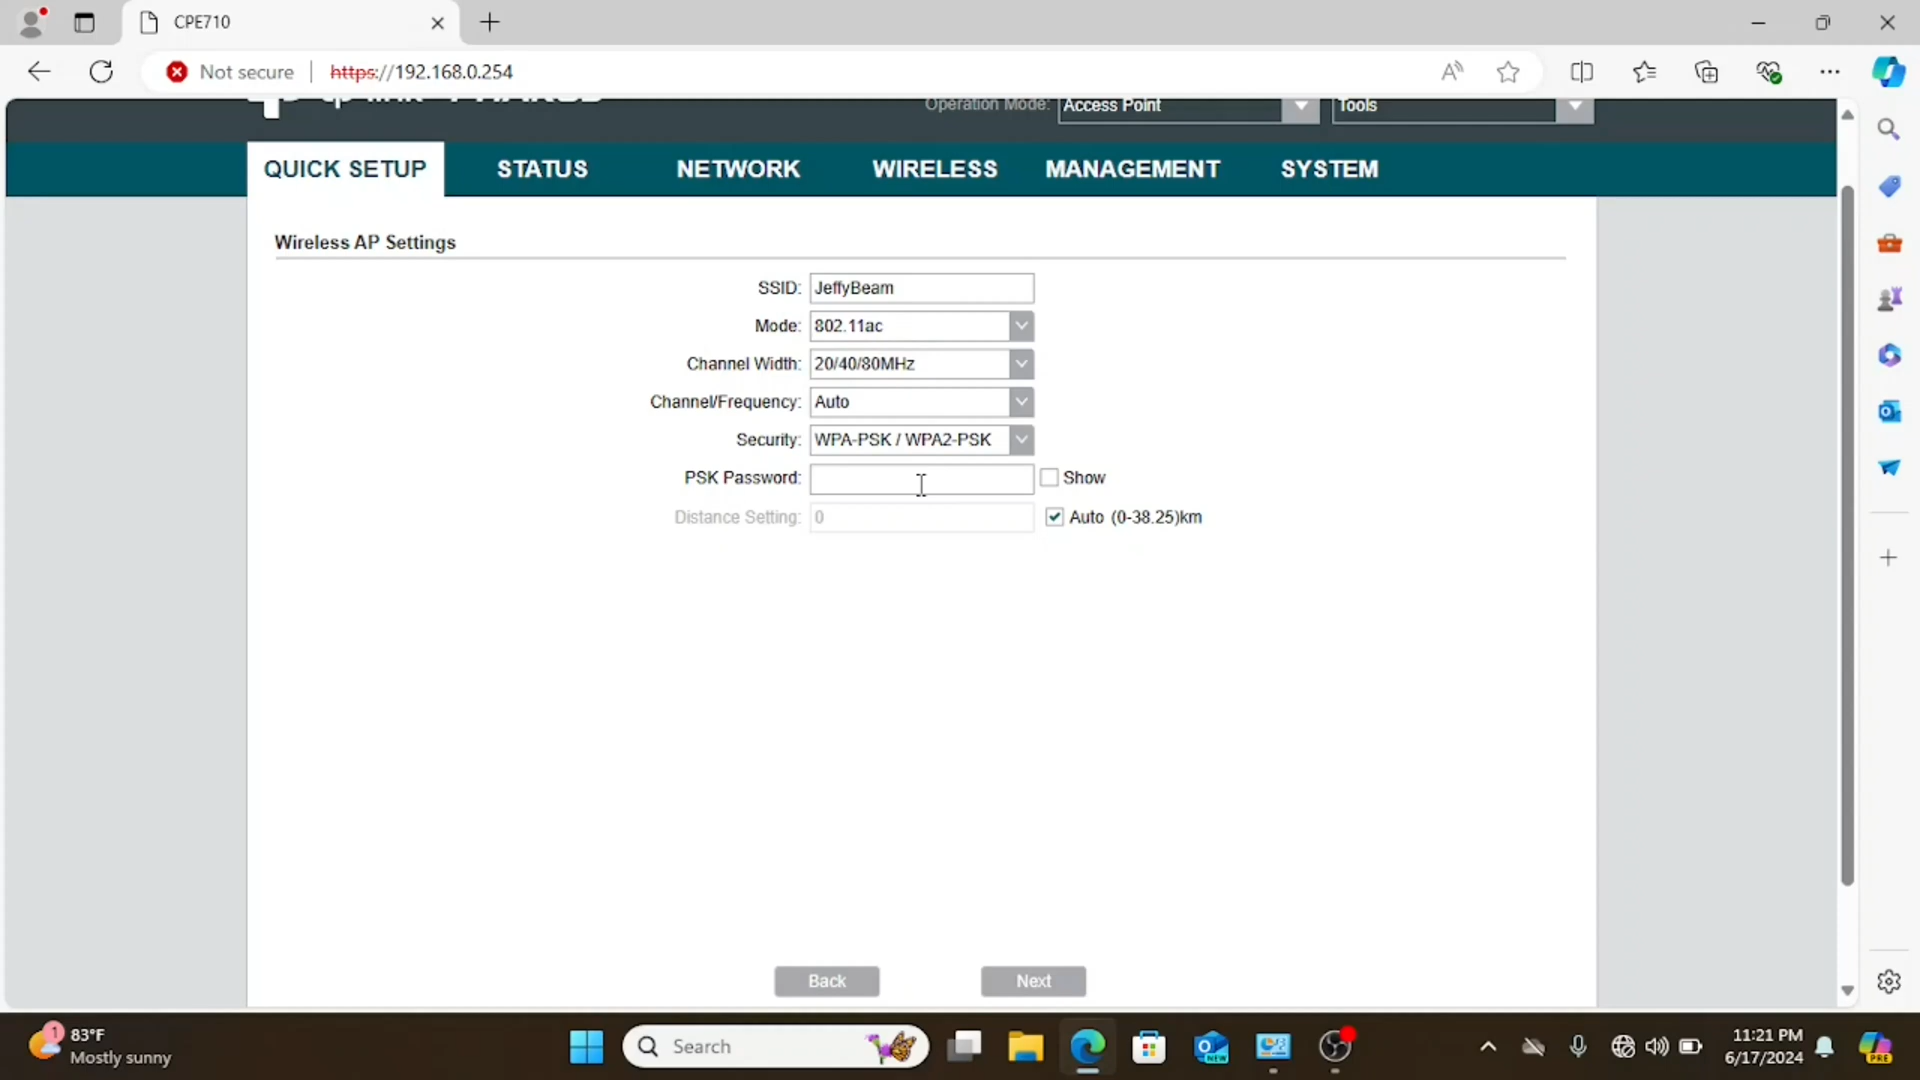 CPE710
Not secure
https://192.168.0.254
Operation Mode: Access Point Tools
QUICK SETUP STATUS NETWORK WIRELESS MANAGEMENT SYSTEM
Wireless AP Settings
SSID: JeffyBeam
Mode: 802.11ac
Channel Width: 20/40/80MHz
Channel/Frequency: Auto
Security: WPA-PSK / WPA2-PSK
PSK Password: Show
Distance Setting: 0 Auto (0-38.25)km
Back Next
1 83°F
Mostly sunny
Search
NEW
11:21 PM
6/17/2024
PRE